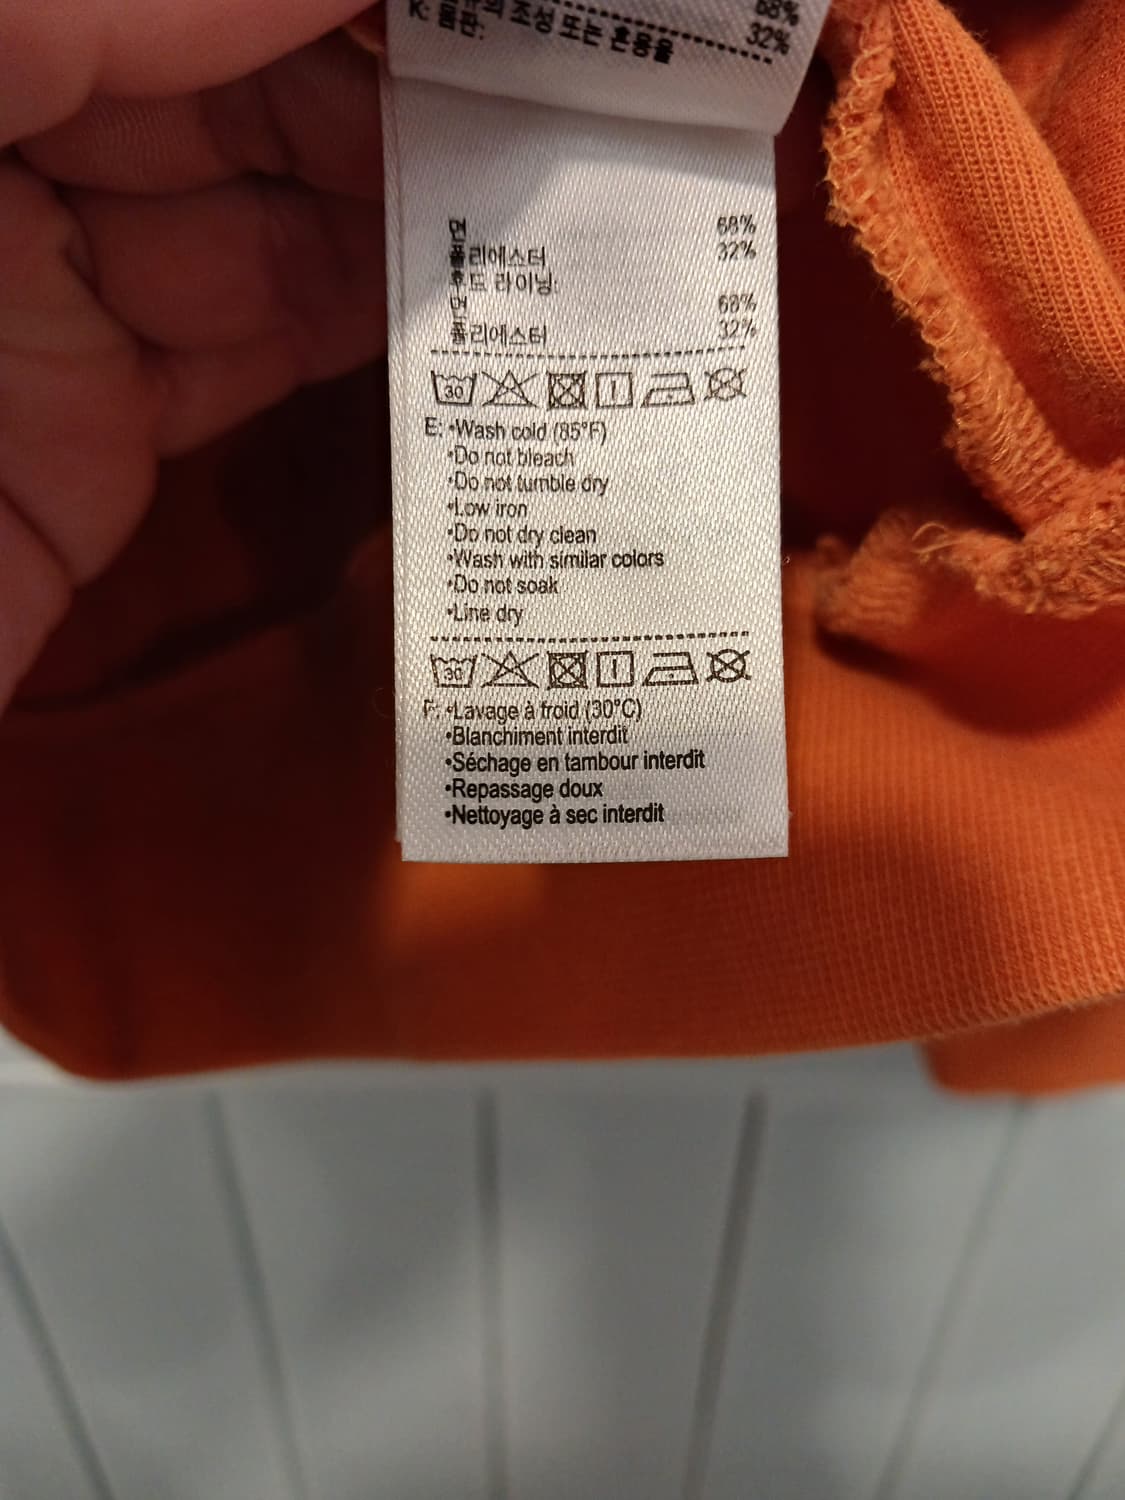 68%
32%
면 68%
폴리에스터 32%
후드 라이닝:
면 68%
폴리에스터 32%
30
E: •Wash cold (85°F)
•Do not bleach
•Do not tumble dry
•Low iron
•Do not dry clean
•Wash with similar colors
•Do not soak
•Line dry
30
F: •Lavage à froid (30°C)
•Blanchiment interdit
•Séchage en tambour interdit
•Repassage doux
•Nettoyage à sec interdit